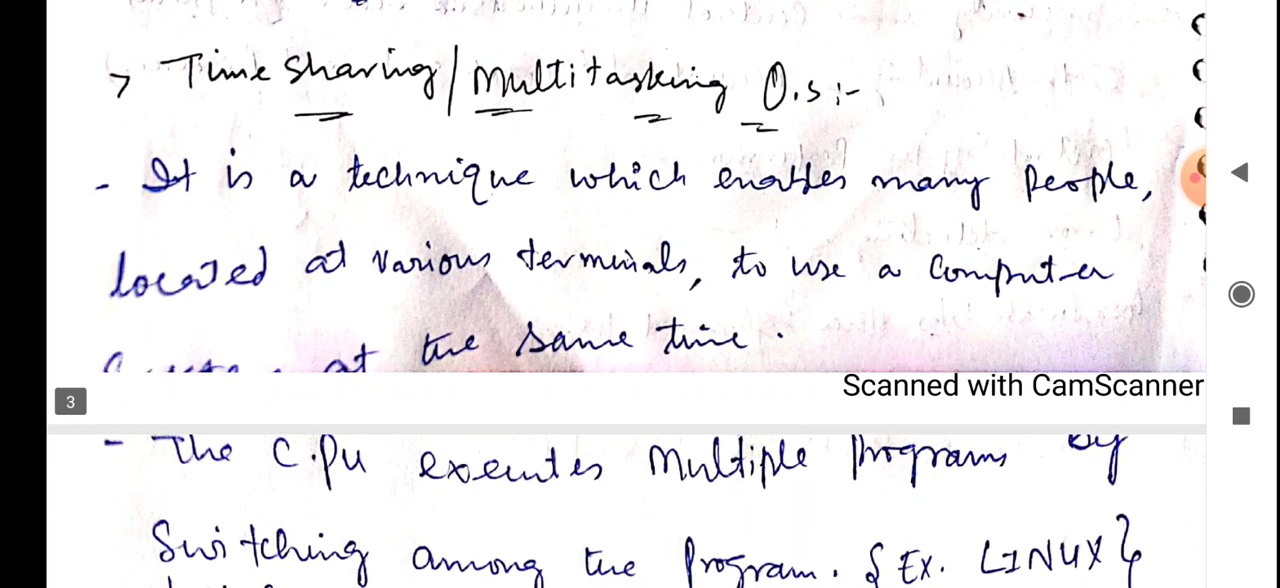 > Time Sharing/Multitasking O.S :-
- It is a technique which enables many people,
located at various terminals, to use a computer
at the same time.
Scanned with CamScanner
3
- The C.PU executes Multiple programs by
Switching among the program. {Ex. LINUX}